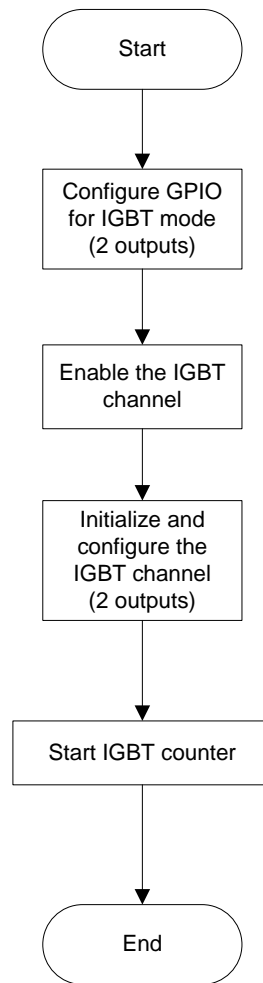 Start
Configure GPIO
for IGBT mode
(2 outputs)
Enable the IGBT
channel
Initialize and
configure the
IGBT channel
(2 outputs)
Start IGBT counter
End